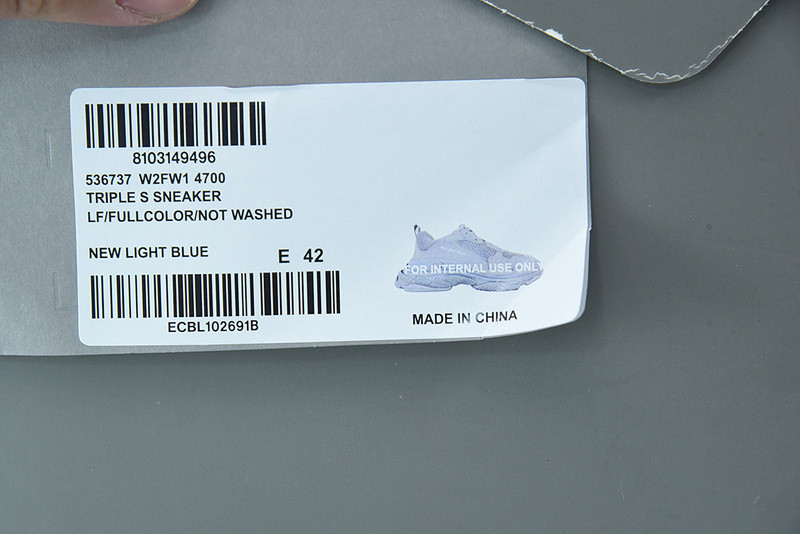 8103149496
536737 W2FW1 4700
TRIPLE S SNEAKER
LF/FULLCOLOR/NOT WASHED
NEW LIGHT BLUE
E 42
FOR INTERNAL USE ONLY
ECBL102691B
MADE IN CHINA